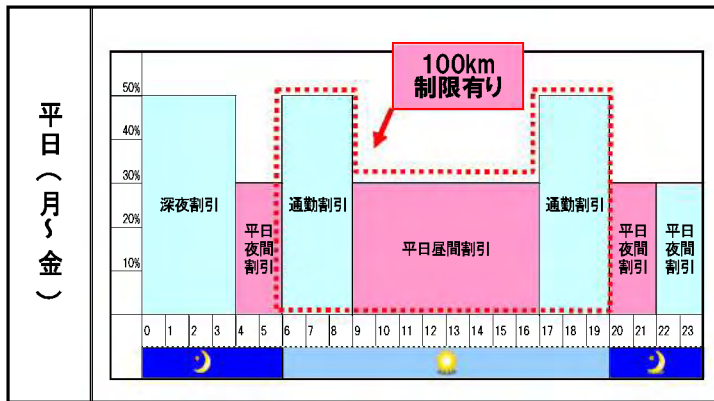 平日(月~金)
100km
制限有り
50%
40%
30%
20%
10%
深夜割引
平日
夜間
割引
通勤割引
平日昼間割引
通勤割引
平日
夜間
割引
平日
夜間
割引
0 1 2 3 4 5 6 7 8 9 10 11 12 13 14 15 16 17 18 19 20 21 22 23